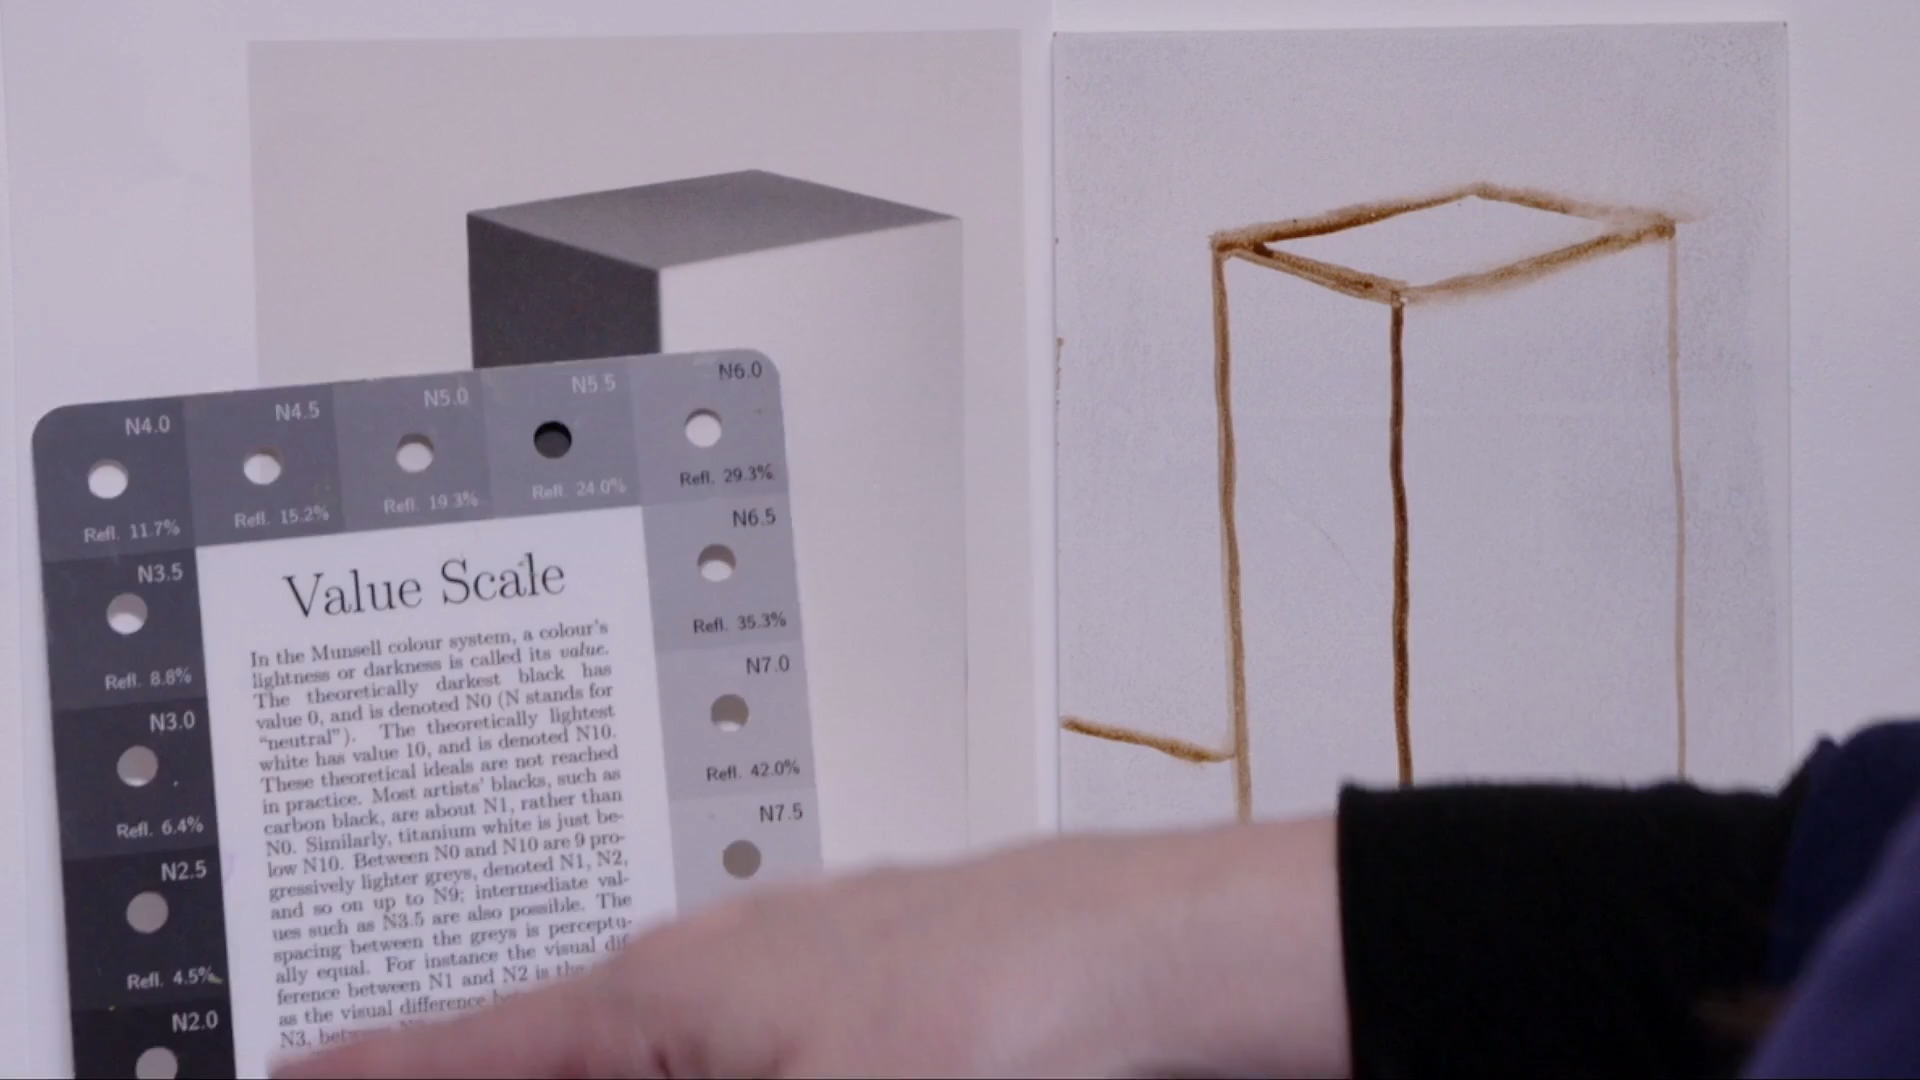 N4.0
N4.5
N5.0
N5.5
N6.0
Refl. 11.7%
Refl. 15.2%
Refl. 19.3%
Refl. 24.0%
Refl. 29.3%
N3.5
Refl. 8.8%
N3.0
Refl. 6.4%
N2.5
Refl. 4.5%
N2.0
N6.5
Refl. 35.3%
N7.0
Refl. 42.0%
N7.5
Value Scale
In the Munsell colour system, a colour's
lightness or darkness is called its value.
The theoretically darkest black has
value 0, and is denoted N0 (N stands for
“neutral”). The theoretically lightest
white has value 10, and is denoted N10.
These theoretical ideals are not reached
in practice. Most artists' blacks, such as
carbon black, are about N1, rather than
N0. Similarly, titanium white is just be-
low N10. Between N0 and N10 are 9 pro-
gressively lighter greys, denoted N1, N2,
and so on up to N9; intermediate val-
ues such as N3.5 are also possible. The
spacing between the greys is perceptu-
ally equal. For instance the visual dif-
ference between N1 and N2 is the
as the visual difference
N3,